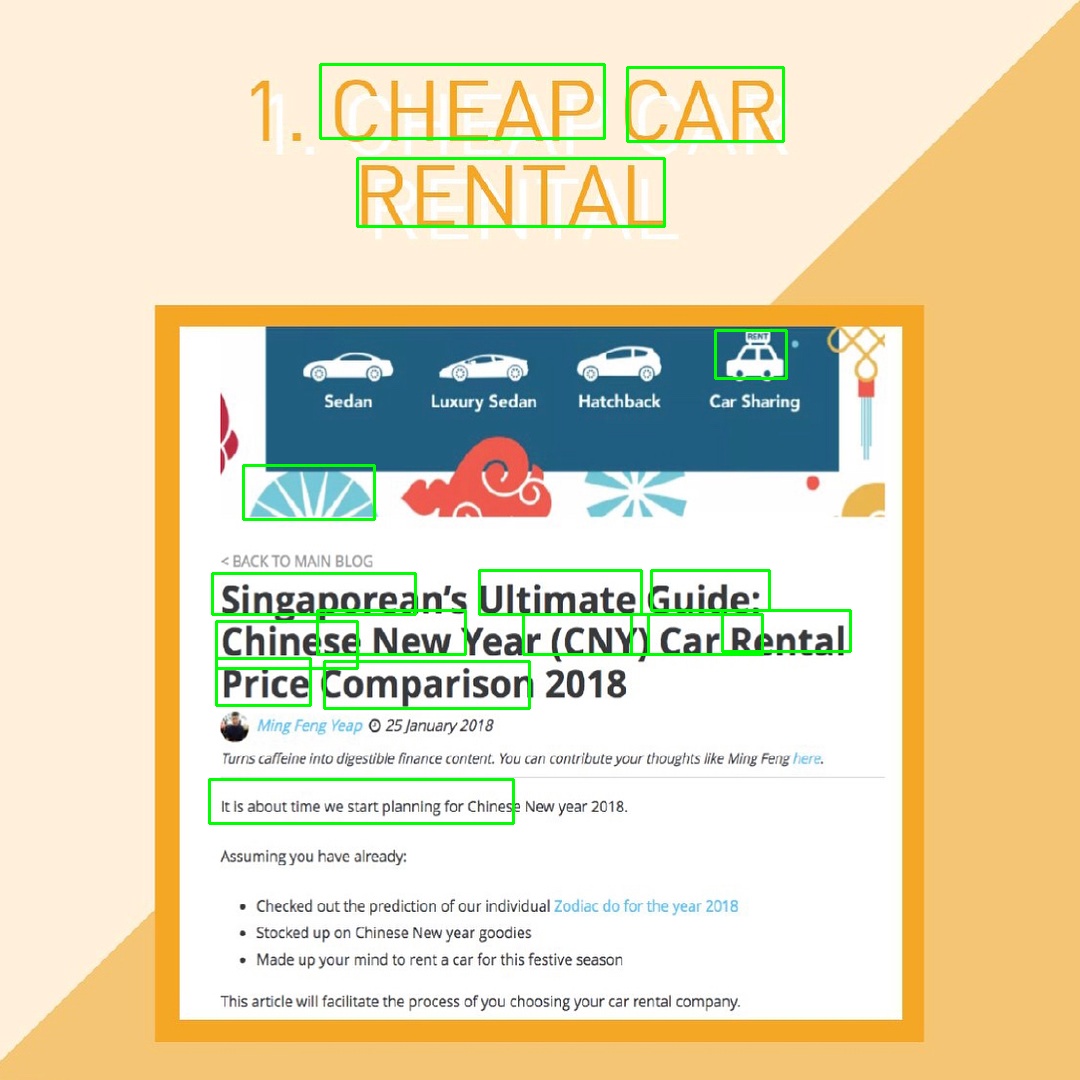 1. CHEAP CAR
RENTAL
RENT
Sedan Luxury Sedan Hatchback Car Sharing
< BACK TO MAIN BLOG
Singaporean's Ultimate Guide:
Chinese New Year (CNY) Car Rental
Price Comparison 2018
Ming Feng Yeap 25 January 2018
Turns caffeine into digestible finance content. You can contribute your thoughts like Ming Feng here.
It is about time we start planning for Chinese New year 2018.
Assuming you have already:
• Checked out the prediction of our individual Zodiac do for the year 2018
• Stocked up on Chinese New year goodies
• Made up your mind to rent a car for this festive season
This article will facilitate the process of you choosing your car rental company.